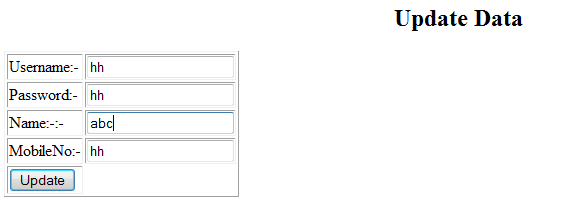 Update Data
Username:- hh
Password:- hh
Name:-:- abc
MobileNo:- hh
Update